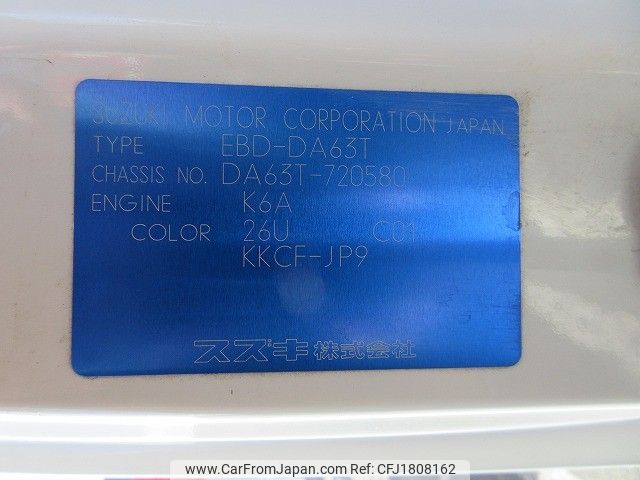 SUZUKI MOTOR CORPORATION JAPAN
TYPE EBD-DA63T
CHASSIS NO. DA63T-720580
ENGINE K6A
COLOR 26U C01
KKCF-JP9
スズキ株式会社
www.CarFromJapan.com - CFJ1808162